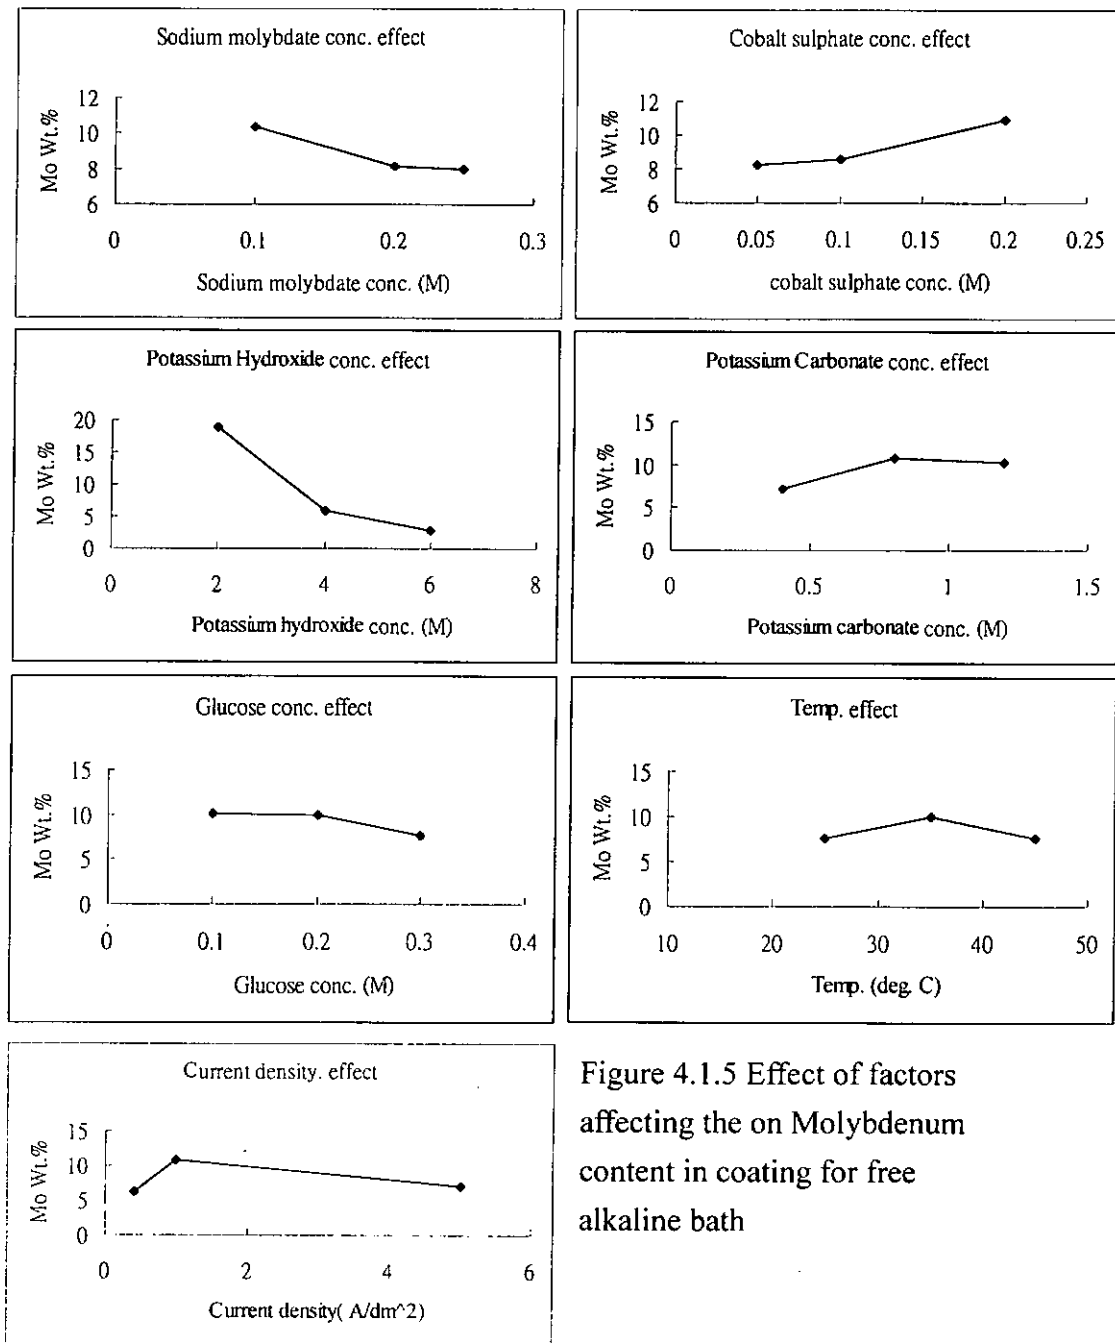 Sodium molybdate conc. effect
Mo Wt.%
12
10
8
6
0 0.1 0.2 0.3
Sodium molybdate conc. (M)
Cobalt sulphate conc. effect
Mo Wt.%
12
10
8
6
0 0.05 0.1 0.15 0.2 0.25
cobalt sulphate conc. (M)
Potassium Hydroxide conc. effect
Mo Wt.%
20
15
10
5
0
0 2 4 6 8
Potassium hydroxide conc. (M)
Potassium Carbonate conc. effect
Mo Wt.%
15
10
5
0
0 0.5 1 1.5
Potassium carbonate conc. (M)
Glucose conc. effect
Mo Wt.%
15
10
5
0
0 0.1 0.2 0.3 0.4
Glucose conc. (M)
Temp. effect
Mo Wt.%
15
10
5
0
10 20 30 40 50
Temp. (deg. C)
Current density. effect
Mo Wt.%
15
10
5
0
0 2 4 6
Current density( A/dm^2)
Figure 4.1.5 Effect of factors
affecting the on Molybdenum
content in coating for free
alkaline bath